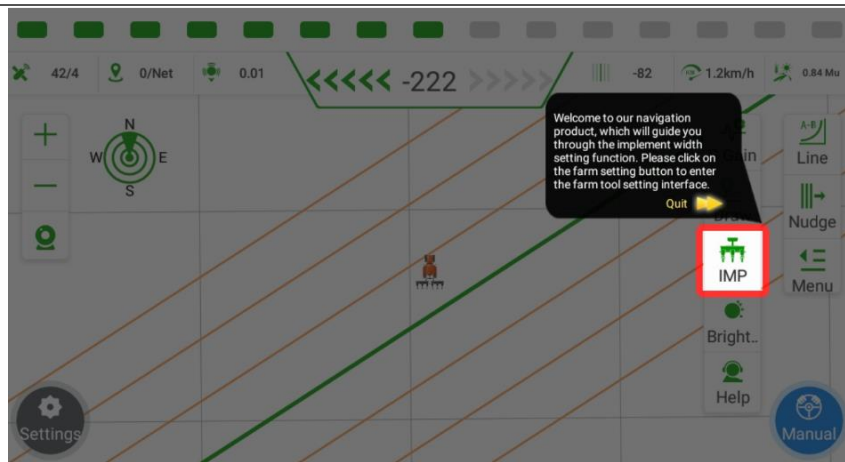 42/4
0/Net
0.01
-222
-82
1.2km/h
0.84 Mu
N
W
E
S
Welcome to our navigation
product, which will guide you
through the implement width
setting function. Please click on
the farm setting button to enter
the farm tool setting interface.
Quit
A-B
Line
Nudge
IMP
Menu
Bright..
Help
Settings
Manual